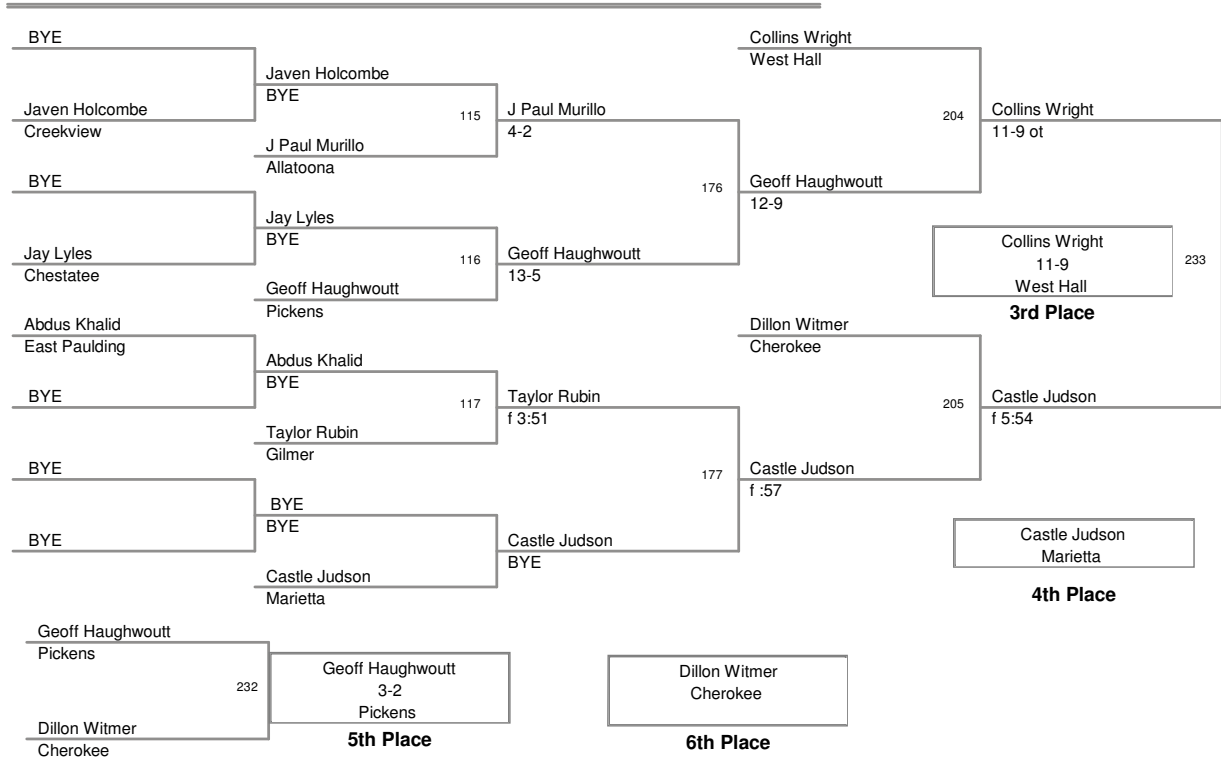 BYE
Javen Holcombe
Creekview
BYE
Jay Lyles
Chestatee
Abdus Khalid
East Paulding
BYE
BYE
BYE
Javen Holcombe
BYE
115
J Paul Murillo
Allatoona
Jay Lyles
BYE
116
Geoff Haughwoutt
Pickens
Abdus Khalid
BYE
117
Taylor Rubin
Gilmer
BYE
BYE
Castle Judson
Marietta
J Paul Murillo
4-2
176
Geoff Haughwoutt
13-5
Taylor Rubin
f 3:51
177
Castle Judson
BYE
Collins Wright
West Hall
204
Geoff Haughwoutt
12-9
Dillon Witmer
Cherokee
205
Castle Judson
f :57
Collins Wright
11-9 ot
Collins Wright
11-9
West Hall
233
3rd Place
Castle Judson
f 5:54
Castle Judson
Marietta
4th Place
Geoff Haughwoutt
Pickens
232
Dillon Witmer
Cherokee
Geoff Haughwoutt
3-2
Pickens
5th Place
Dillon Witmer
Cherokee
6th Place